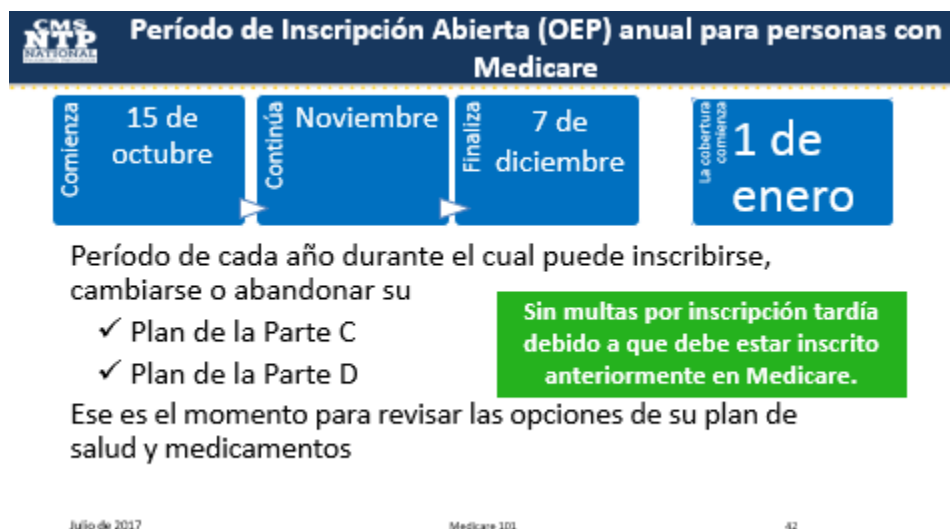 CMS
NTP
NATIONAL
Período de Inscripción Abierta (OEP) anual para personas con
Medicare
Comienza
15 de
octubre
Continúa
Noviembre
Finaliza
7 de
diciembre
La cobertura
comienza
1 de
enero
Período de cada año durante el cual puede inscribirse,
cambiarse o abandonar su
✓ Plan de la Parte C
✓ Plan de la Parte D
Sin multas por inscripción tardía
debido a que debe estar inscrito
anteriormente en Medicare.
Ese es el momento para revisar las opciones de su plan de
salud y medicamentos
Julio de 2017
Medicare 101
42